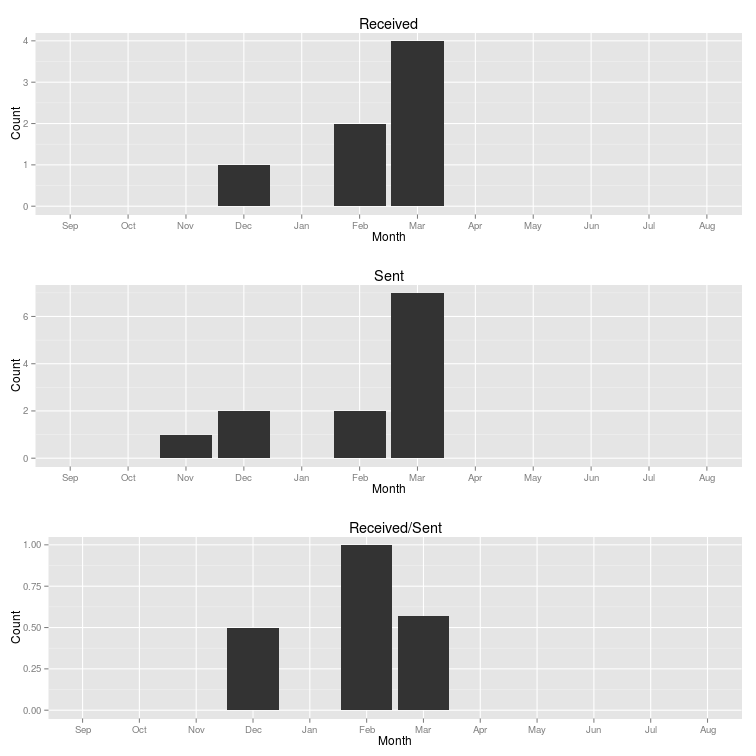 Received
4
3
2
1
0
Count
Sep Oct Nov Dec Jan Feb Mar Apr May Jun Jul Aug
Month
Sent
6
4
2
0
Count
Sep Oct Nov Dec Jan Feb Mar Apr May Jun Jul Aug
Month
Received/Sent
1.00
0.75
0.50
0.25
0.00
Count
Sep Oct Nov Dec Jan Feb Mar Apr May Jun Jul Aug
Month